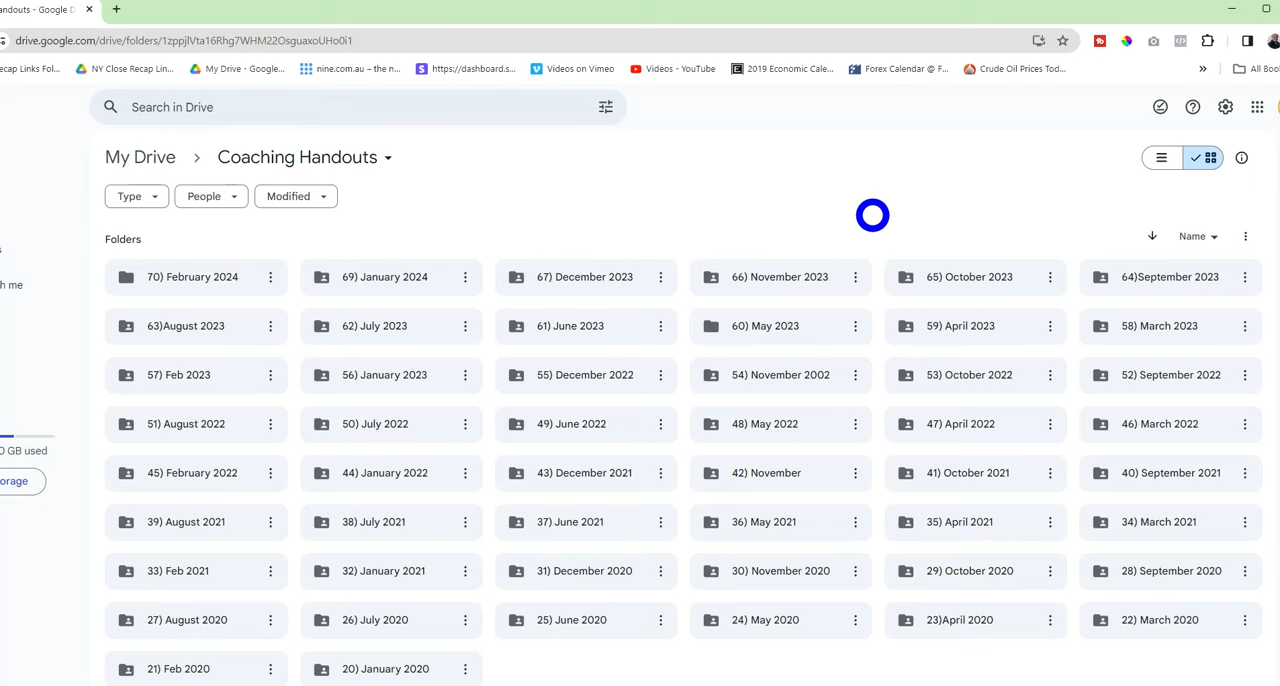 andouts - Google D
drive.google.com/drive/folders/1zppjlVta16Rhg7WHM22OsguaxoUHo0i1
ecap Links Fol... NY Close Recap Lin... My Drive - Google... nine.com.au – the n... https://dashboard.s... Videos on Vimeo Videos - YouTube 2019 Economic Cale... Forex Calendar @ F... Crude Oil Prices Tod... » All Boo
Search in Drive
My Drive > Coaching Handouts
Type People Modified
Folders Name
70) February 2024 69) January 2024 67) December 2023 66) November 2023 65) October 2023 64)September 2023
h me
63)August 2023 62) July 2023 61) June 2023 60) May 2023 59) April 2023 58) March 2023
57) Feb 2023 56) January 2023 55) December 2022 54) November 2002 53) October 2022 52) September 2022
51) August 2022 50) July 2022 49) June 2022 48) May 2022 47) April 2022 46) March 2022
0 GB used
45) February 2022 44) January 2022 43) December 2021 42) November 41) October 2021 40) September 2021
orage
39) August 2021 38) July 2021 37) June 2021 36) May 2021 35) April 2021 34) March 2021
33) Feb 2021 32) January 2021 31) December 2020 30) November 2020 29) October 2020 28) September 2020
27) August 2020 26) July 2020 25) June 2020 24) May 2020 23)April 2020 22) March 2020
21) Feb 2020 20) January 2020